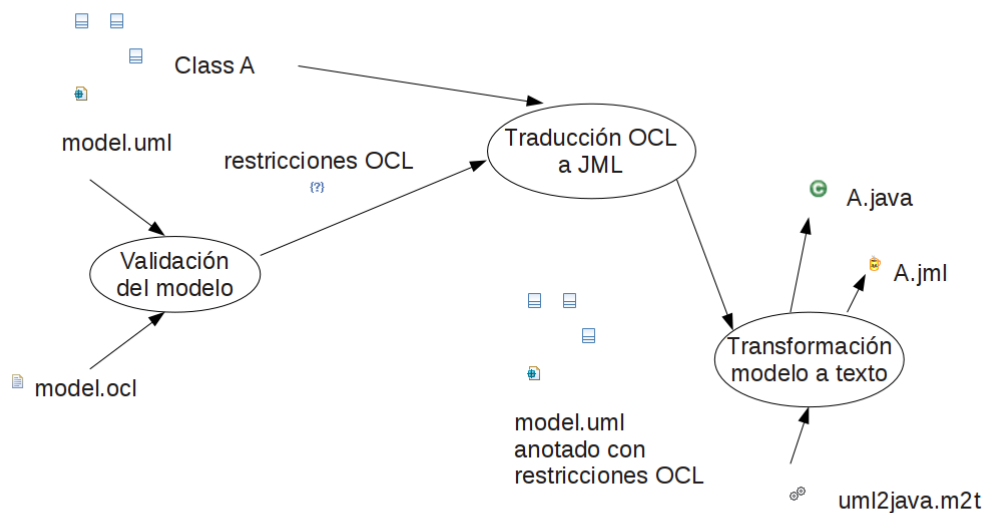 Class A
model.uml
restricciones OCL
{?}
Traducción OCL
a JML
Validación
del modelo
model.ocl
C
A.java
A.jml
Transformación
modelo a texto
model.uml
anotado con
restricciones OCL
uml2java.m2t